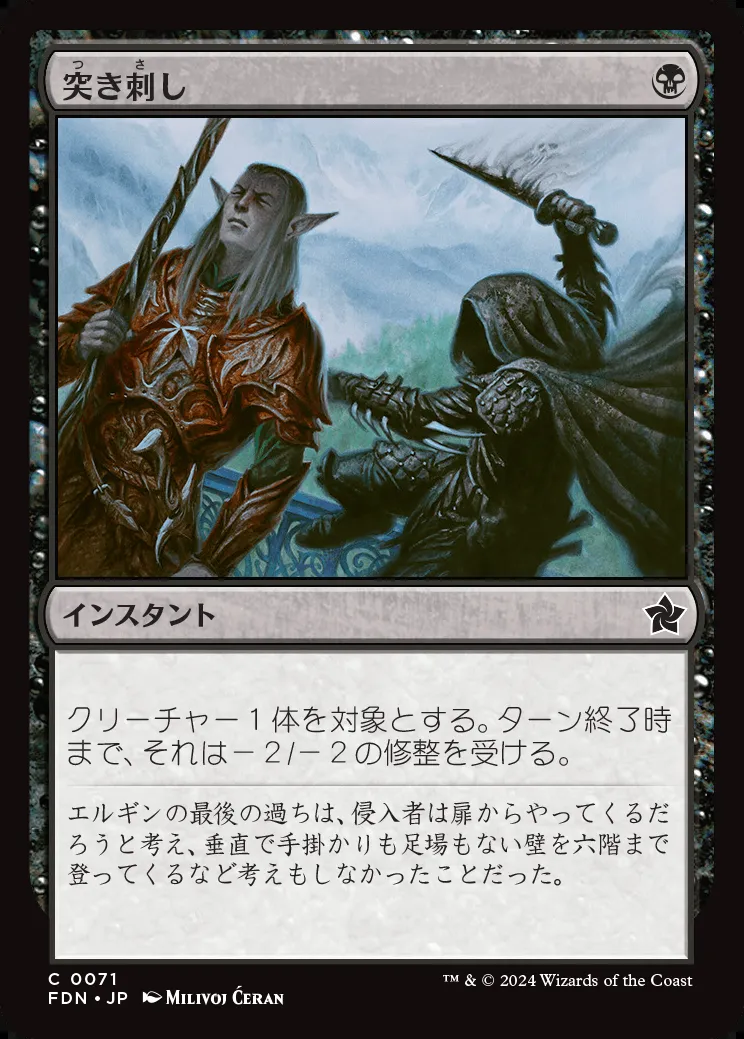 突き刺し
インスタント
クリーチャー１体を対象とする。ターン終了時
まで、それは－２/－２の修整を受ける。
エルギンの最後の過ちは、侵入者は扉からやってくるだ
ろうと考え、垂直で手掛かりも足場もない壁を六階まで
登ってくるなど考えもしなかったことだった。
C 0071
FDN • JP MILIVOJ ĆERAN
™ & © 2024 Wizards of the Coast